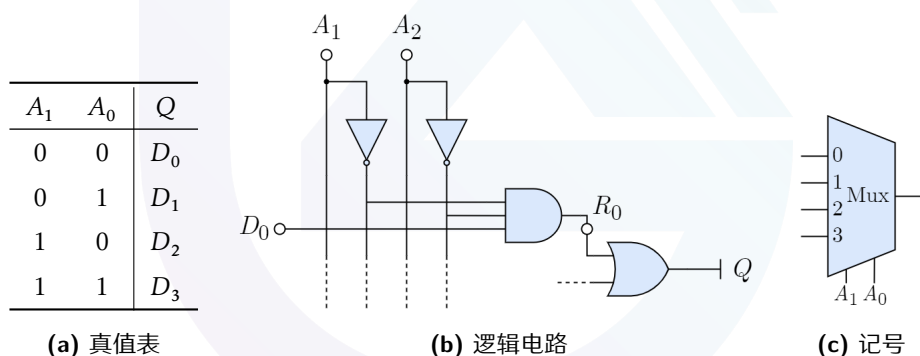 A₁ A₀ Q
0 0 D₀
0 1 D₁
1 0 D₂
1 1 D₃
(a) 真值表
A₁ A₂
D₀
R₀
Q
(b) 逻辑电路
0
1
Mux
2
3
A₁ A₀
(c) 记号